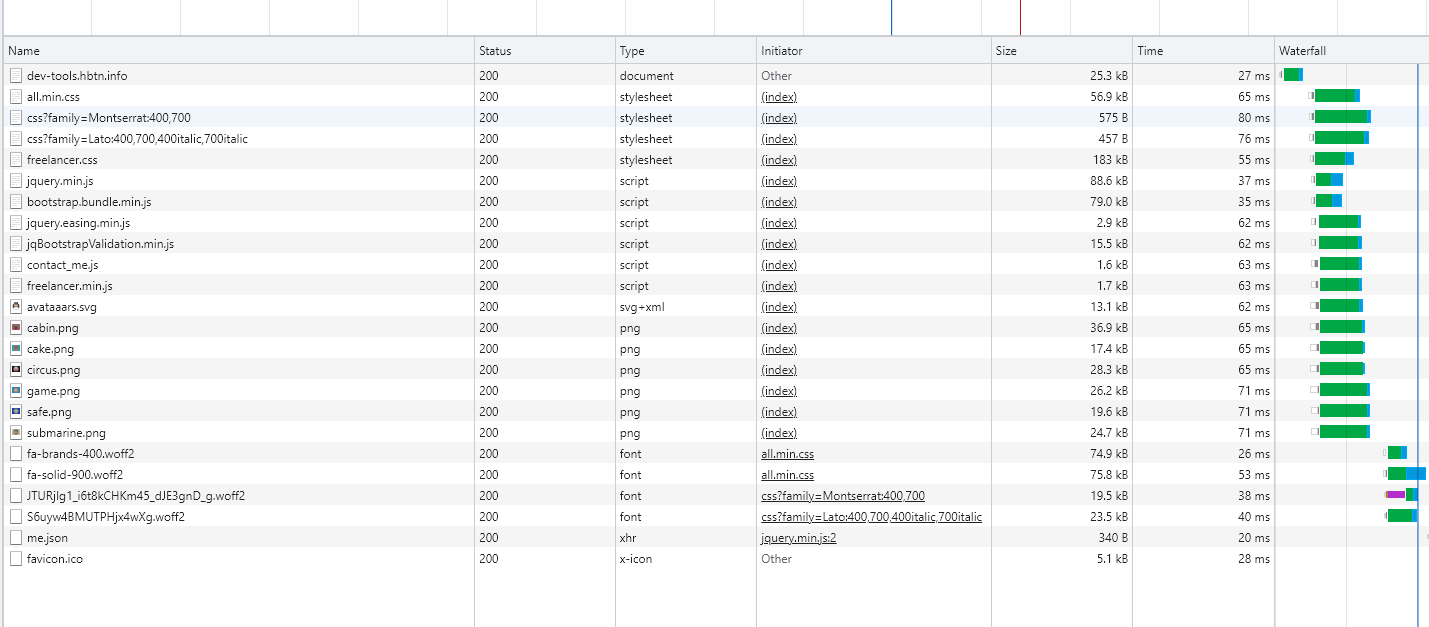 Name Status Type Initiator Size Time Waterfall
dev-tools.hbtn.info 200 document Other 25.3 kB 27 ms
all.min.css 200 stylesheet (index) 56.9 kB 65 ms
css?family=Montserrat:400,700 200 stylesheet (index) 575 B 80 ms
css?family=Lato:400,700,400italic,700italic 200 stylesheet (index) 457 B 76 ms
freelancer.css 200 stylesheet (index) 183 kB 55 ms
jquery.min.js 200 script (index) 88.6 kB 37 ms
bootstrap.bundle.min.js 200 script (index) 79.0 kB 35 ms
jquery.easing.min.js 200 script (index) 2.9 kB 62 ms
jqBootstrapValidation.min.js 200 script (index) 15.5 kB 62 ms
contact_me.js 200 script (index) 1.6 kB 63 ms
freelancer.min.js 200 script (index) 1.7 kB 63 ms
avataaars.svg 200 svg+xml (index) 13.1 kB 62 ms
cabin.png 200 png (index) 36.9 kB 65 ms
cake.png 200 png (index) 17.4 kB 65 ms
circus.png 200 png (index) 28.3 kB 65 ms
game.png 200 png (index) 26.2 kB 71 ms
safe.png 200 png (index) 19.6 kB 71 ms
submarine.png 200 png (index) 24.7 kB 71 ms
fa-brands-400.woff2 200 font all.min.css 74.9 kB 26 ms
fa-solid-900.woff2 200 font all.min.css 75.8 kB 53 ms
JTURjIg1_i6t8kCHKm45_dJE3gnD_g.woff2 200 font css?family=Montserrat:400,700 19.5 kB 38 ms
S6uyw4BMUTPHjx4wXg.woff2 200 font css?family=Lato:400,700,400italic,700italic 23.5 kB 40 ms
me.json 200 xhr jquery.min.js:2 340 B 20 ms
favicon.ico 200 x-icon Other 5.1 kB 28 ms